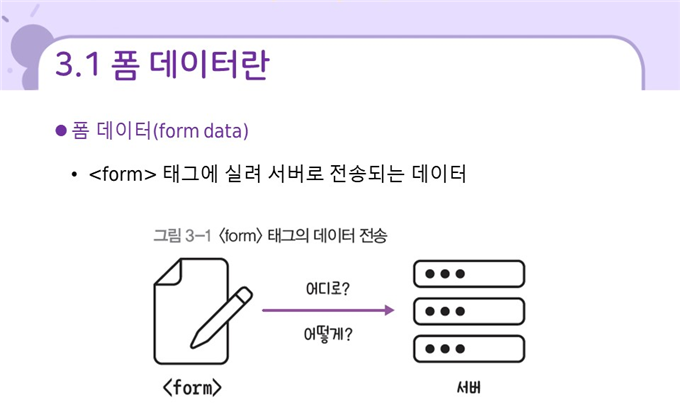 3.1 폼 데이터란
● 폼 데이터(form data)
• <form> 태그에 실려 서버로 전송되는 데이터
그림 3-1 <form> 태그의 데이터 전송
어디로?
어떻게?
<form>
서버